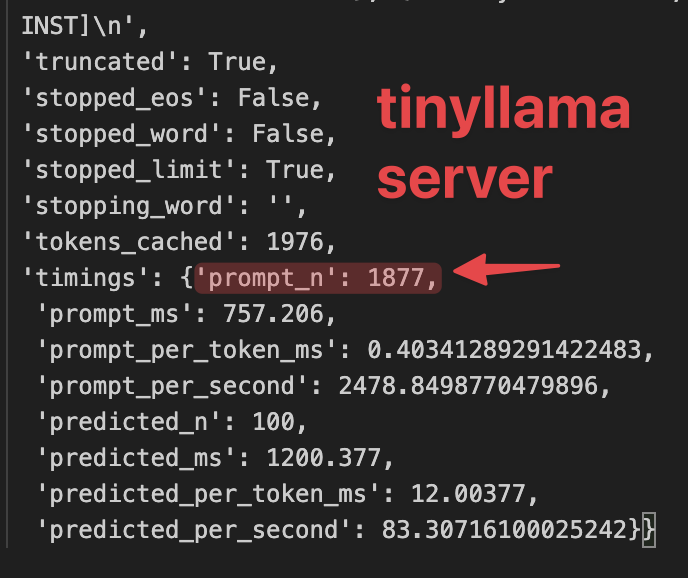 INST]\n',
'truncated': True,
'stopped_eos': False,
'stopped_word': False,
'stopped_limit': True,
'stopping_word': '',
'tokens_cached': 1976,
'timings': {'prompt_n': 1877,
'prompt_ms': 757.206,
'prompt_per_token_ms': 0.40341289291422483,
'prompt_per_second': 2478.8498770479896,
'predicted_n': 100,
'predicted_ms': 1200.377,
'predicted_per_token_ms': 12.00377,
'predicted_per_second': 83.30716100025242}}
tinyllama
server